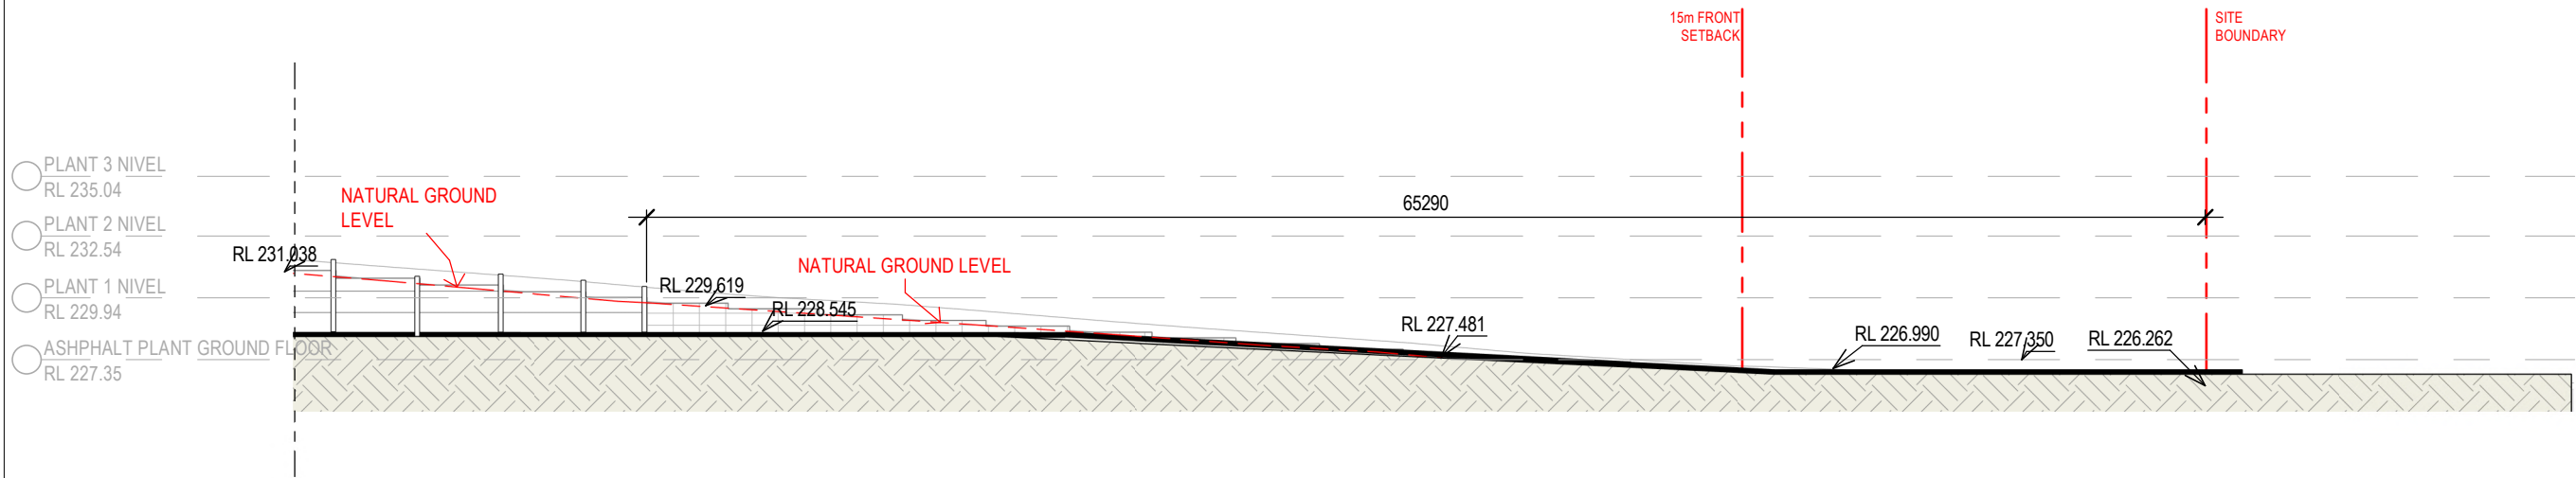 15m FRONT
SETBACK
SITE
BOUNDARY
PLANT 3 NIVEL
RL 235.04
NATURAL GROUND
LEVEL
65290
PLANT 2 NIVEL
RL 232.54
RL 231.038
NATURAL GROUND LEVEL
PLANT 1 NIVEL
RL 229.94
RL 229.619
RL 228.545
RL 227.481
RL 226.990
RL 227.350
RL 226.262
ASHPHALT PLANT GROUND FLOOR
RL 227.35